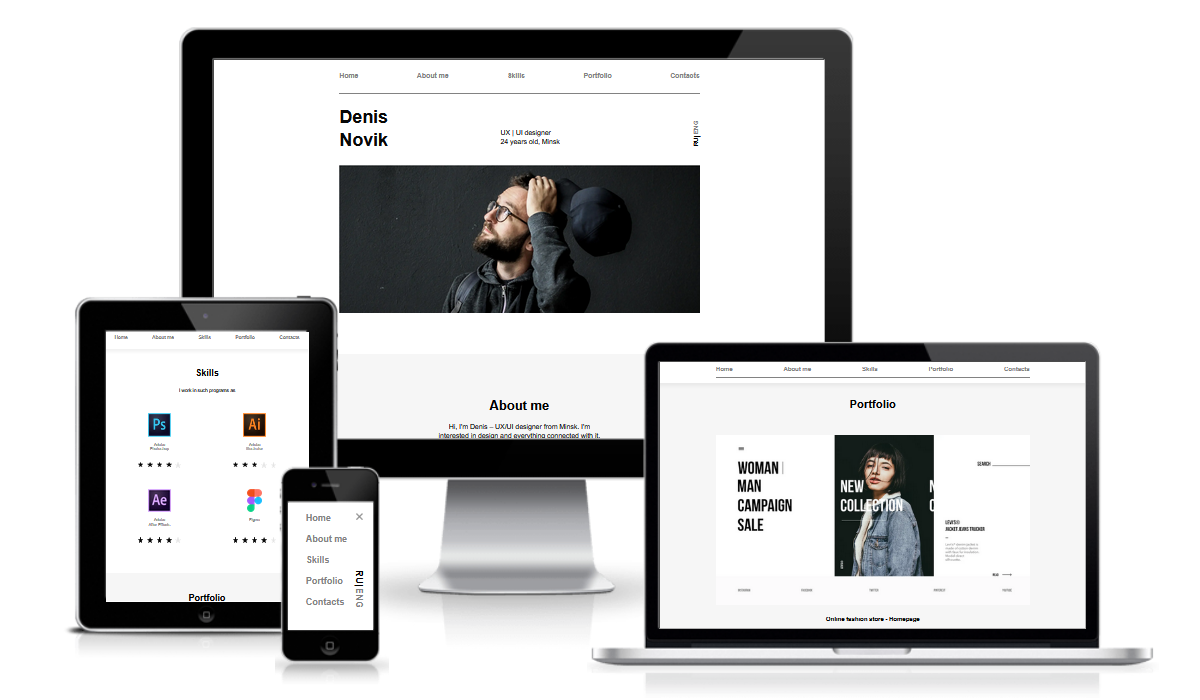 Home About me Skills Portfolio Contacts
Denis
Novik
UX | UI designer
24 years old, Minsk
RU|ENG
About me
Hi, I'm Denis – UX/UI designer from Minsk. I'm
interested in design and everything connected with it.
Home About me Skills Portfolio Contacts
Skills
I work in such programs as
Ps
Ai
Adobe
Photoshop
Adobe
Illustrator
Ae
Adobe
After Effects
Figma
Portfolio
Home
About me
Skills
Portfolio
Contacts
RU|ENG
Home About me Skills Portfolio Contacts
Portfolio
WOMAN
MAN
CAMPAIGN
SALE
NEW
COLLECTION
SEARCH
LEVI'S®
JACKET JEANS TRUCKER
Online fashion store - Homepage